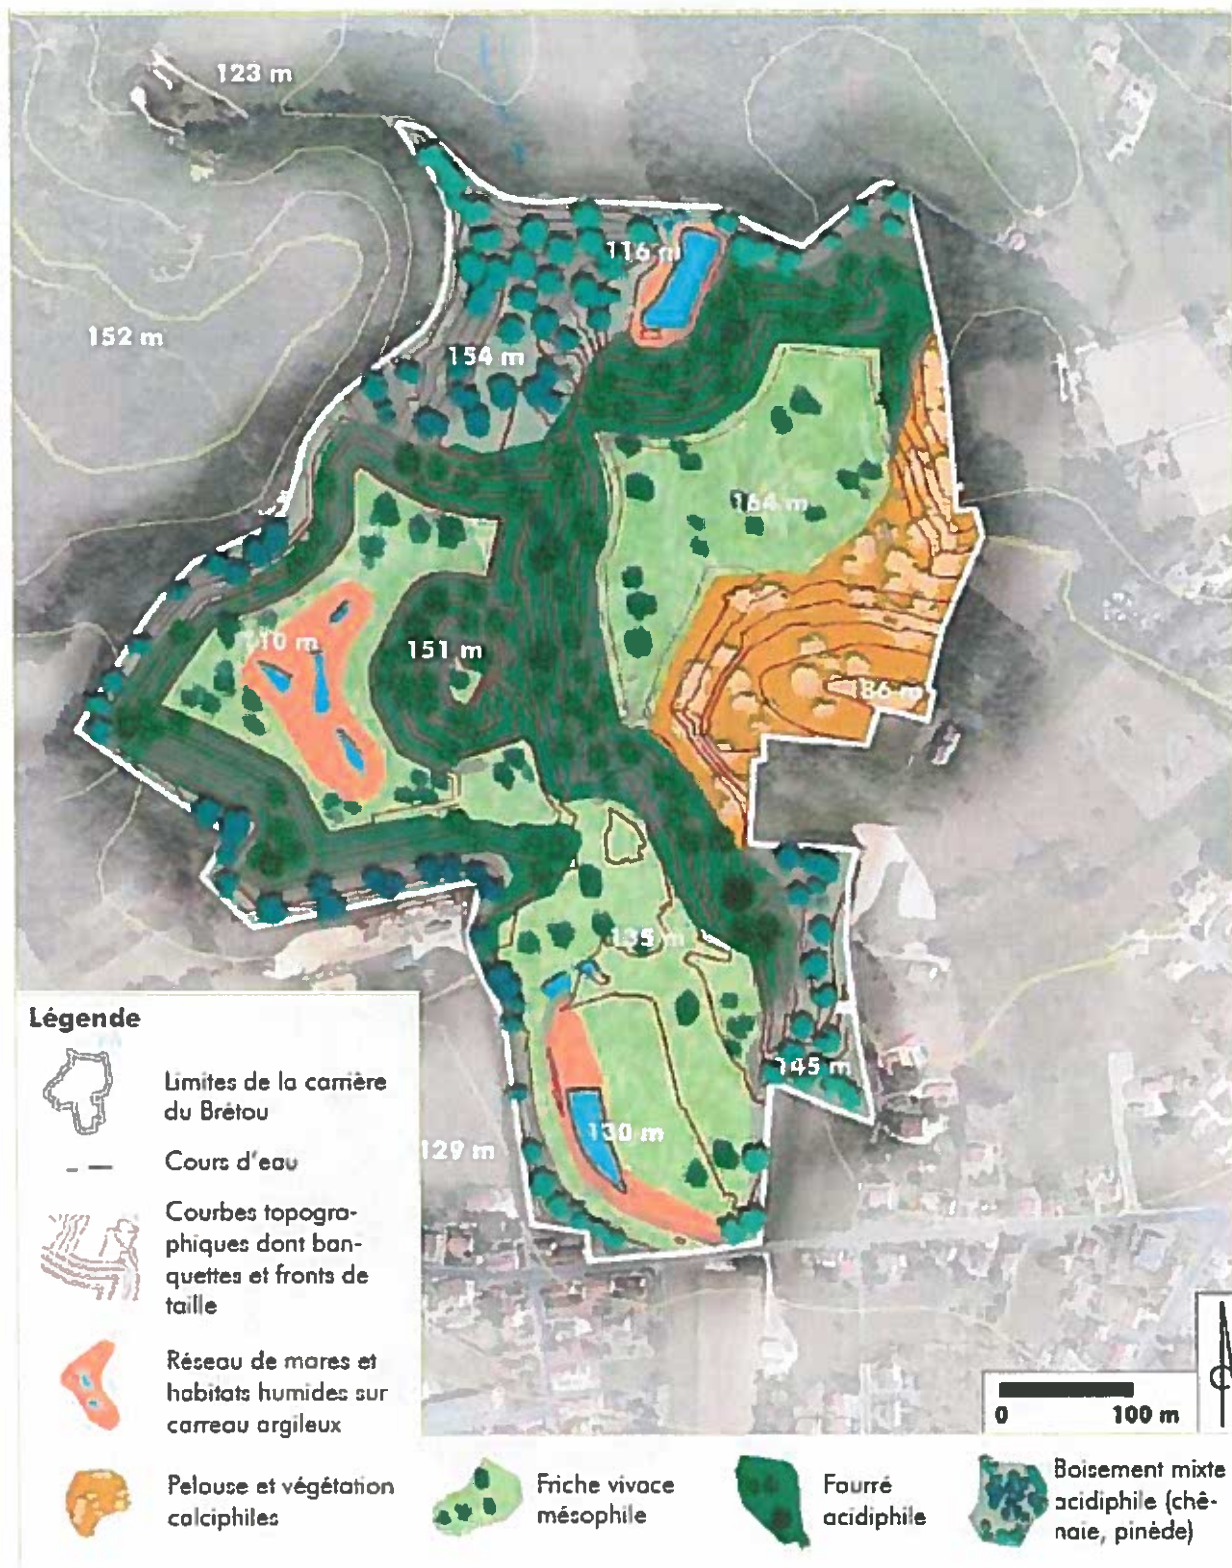 123 m
116 m
152 m
154 m
164 m
110 m
151 m
186 m
135 m
145 m
130 m
129 m
Légende
Limites de la carrière
du Brétou
Cours d'eau
Courbes topogra-
phiques dont ban-
quettes et fronts de
taille
Réseau de mares et
habitats humides sur
carreau argileux
0 100 m
Pelouse et végétation
calciphiles
Friche vivace
mésophile
Fourré
acidiphile
Boisement mixte
acidiphile (chê-
naie, pinède)